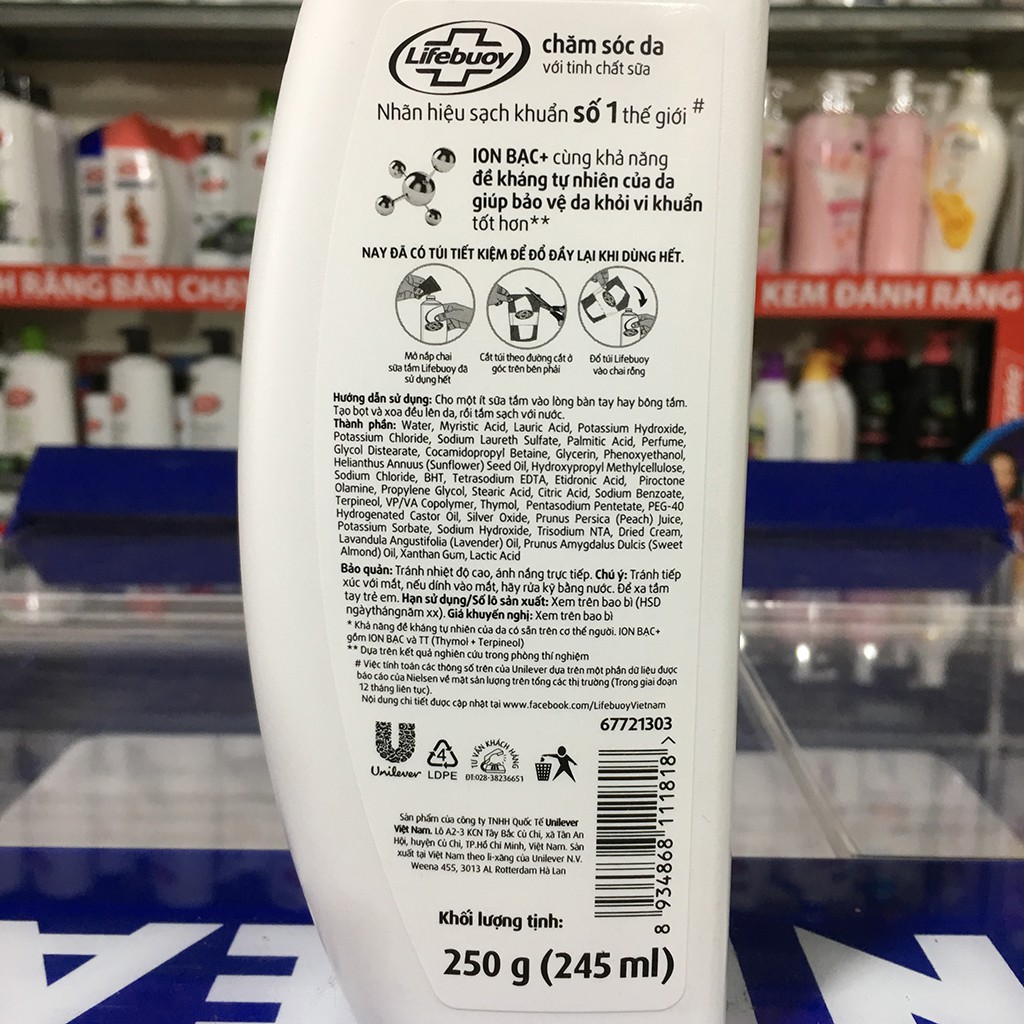 Lifebuoy
chăm sóc da
với tinh chất sữa
Nhãn hiệu sạch khuẩn số 1 thế giới #
ION BẠC+ cùng khả năng
đề kháng tự nhiên của da
giúp bảo vệ da khỏi vi khuẩn
tốt hơn**
NAY ĐÃ CÓ TÚI TIẾT KIỆM ĐỂ ĐỔ ĐẦY LẠI KHI DÙNG HẾT.
Mở nắp chai
sữa tắm Lifebuoy đã
sử dụng hết
Cắt túi theo đường cắt ở
góc trên bên phải
Đổ túi Lifebuoy
vào chai rỗng
Hướng dẫn sử dụng: Cho một ít sữa tắm vào lòng bàn tay hay bông tắm.
Tạo bọt và xoa đều lên da, rồi tắm sạch với nước.
Thành phần: Water, Myristic Acid, Lauric Acid, Potassium Hydroxide,
Potassium Chloride, Sodium Laureth Sulfate, Palmitic Acid, Perfume,
Glycol Distearate, Cocamidopropyl Betaine, Glycerin, Phenoxyethanol,
Helianthus Annuus (Sunflower) Seed Oil, Hydroxypropyl Methylcellulose,
Sodium Chloride, BHT, Tetrasodium EDTA, Etidronic Acid, Piroctone
Olamine, Propylene Glycol, Stearic Acid, Citric Acid, Sodium Benzoate,
Terpineol, VP/VA Copolymer, Thymol, Pentasodium Pentetate, PEG-40
Hydrogenated Castor Oil, Silver Oxide, Prunus Persica (Peach) Juice,
Potassium Sorbate, Sodium Hydroxide, Trisodium NTA, Dried Cream,
Lavandula Angustifolia (Lavender) Oil, Prunus Amygdalus Dulcis (Sweet
Almond) Oil, Xanthan Gum, Lactic Acid
Bảo quản: Tránh nhiệt độ cao, ánh nắng trực tiếp. Chú ý: Tránh tiếp
xúc với mắt, nếu dính vào mắt, hãy rửa kỹ bằng nước. Để xa tầm
tay trẻ em. Hạn sử dụng/Số lô sản xuất: Xem trên bao bì (HSD
ngàythángnăm xx). Giá khuyến nghị: Xem trên bao bì
* Khả năng đề kháng tự nhiên của da có sẵn trên cơ thể người. ION BẠC+
gồm ION BẠC và TT (Thymol + Terpineol)
** Dựa trên kết quả nghiên cứu trong phòng thí nghiệm
# Việc tính toán các thông số trên của Unilever dựa trên một phần dữ liệu được
báo cáo của Nielsen về mặt sản lượng trên tổng các thị trường (Trong giai đoạn
12 tháng liên tục).
Nội dung chi tiết được cập nhật tại www.facebook.com/LifebuoyVietnam
67721303
Unilever
4
LDPE
TƯ VẤN KHÁCH HÀNG
ĐT:028-38236651
Sản phẩm của công ty TNHH Quốc Tế Unilever
Việt Nam. Lô A2-3 KCN Tây Bắc Củ Chi, xã Tân An
Hội, huyện Củ Chi, TP.Hồ Chí Minh, Việt Nam. Sản
xuất tại Việt Nam theo li-xăng của Unilever N.V.
Weena 455, 3013 AL Rotterdam Hà Lan
8 934868 111818 >
Khối lượng tịnh:
250 g (245 ml)
H RĂNG BÁN CHẠ
KEM ĐÁNH RĂNG